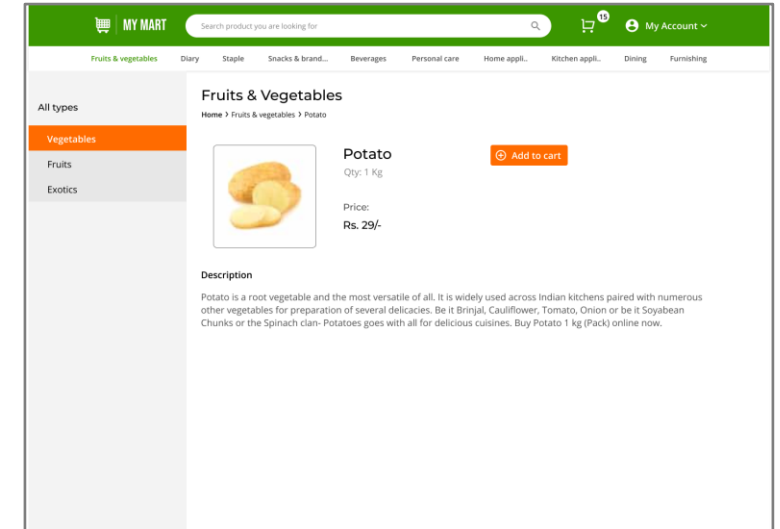 MY MART
Search product you are looking for
15
My Account
Fruits & vegetables Diary Staple Snacks & brand... Beverages Personal care Home appli.. Kitchen appli.. Dining Furnishing
All types
Vegetables
Fruits
Exotics
Fruits & Vegetables
Home > Fruits & vegetables > Potato
Potato
Qty: 1 Kg
Add to cart
Price:
Rs. 29/-
Description
Potato is a root vegetable and the most versatile of all. It is widely used across Indian kitchens paired with numerous
other vegetables for preparation of several delicacies. Be it Brinjal, Cauliflower, Tomato, Onion or be it Soyabean
Chunks or the Spinach clan- Potatoes goes with all for delicious cuisines. Buy Potato 1 kg (Pack) online now.